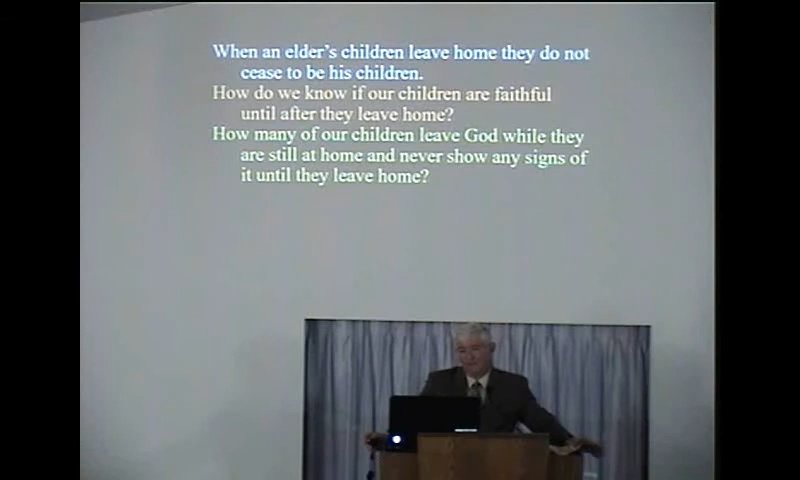 When an elder's children leave home they do not
cease to be his children.
How do we know if our children are faithful
until after they leave home?
How many of our children leave God while they
are still at home and never show any signs of
it until they leave home?